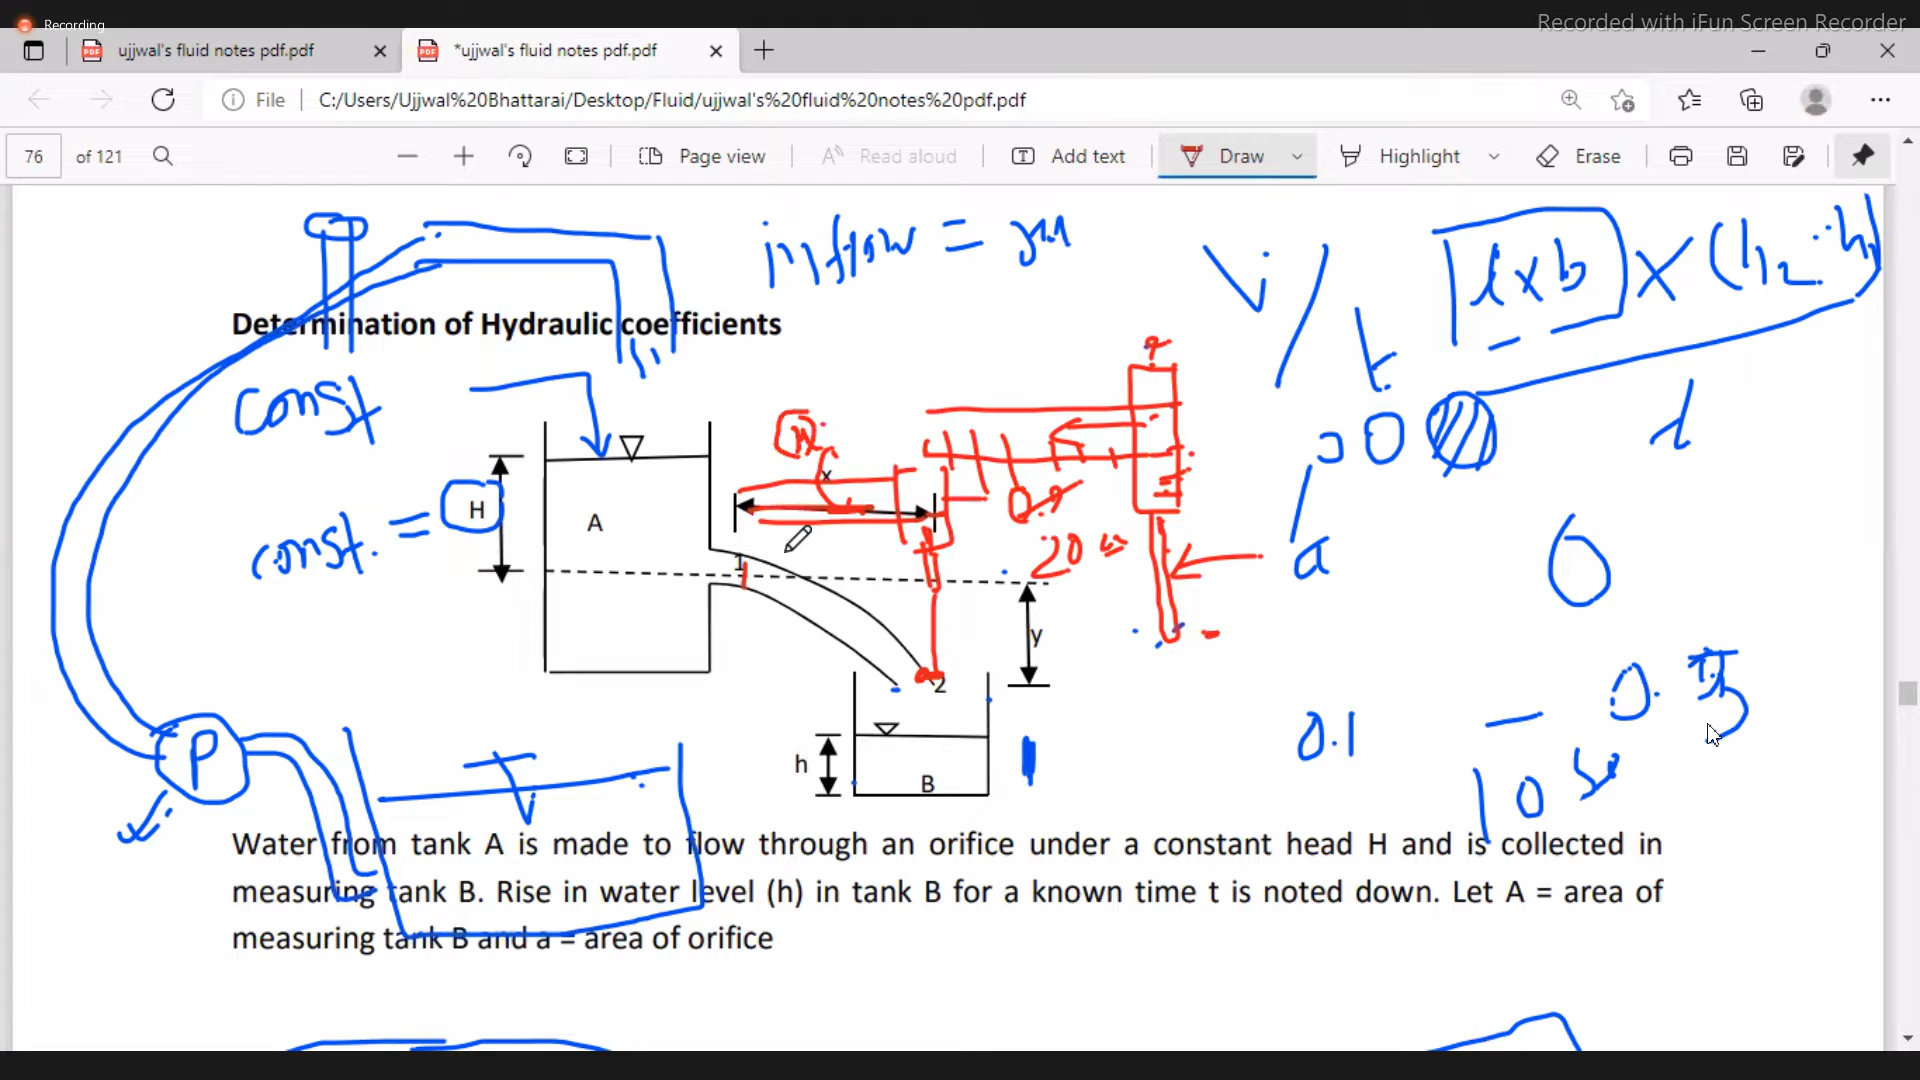 Recording
Recorded with iFun Screen Recorder
ujjwal's fluid notes pdf.pdf
*ujjwal's fluid notes pdf.pdf
File
C:/Users/Ujjwal%20Bhattarai/Desktop/Fluid/ujjwal's%20fluid%20notes%20pdf.pdf
76 of 121
Page view
Read aloud
Add text
Draw
Highlight
Erase
inflow =
V / t
l x b x (h2 - h
Determination of Hydraulic coefficients
const
const. = H
A
x
1
20
a
d
y
2
h
B
P
0.1
0.
10
Water from tank A is made to flow through an orifice under a constant head H and is collected in
measuring tank B. Rise in water level (h) in tank B for a known time t is noted down. Let A = area of
measuring tank B and a = area of orifice